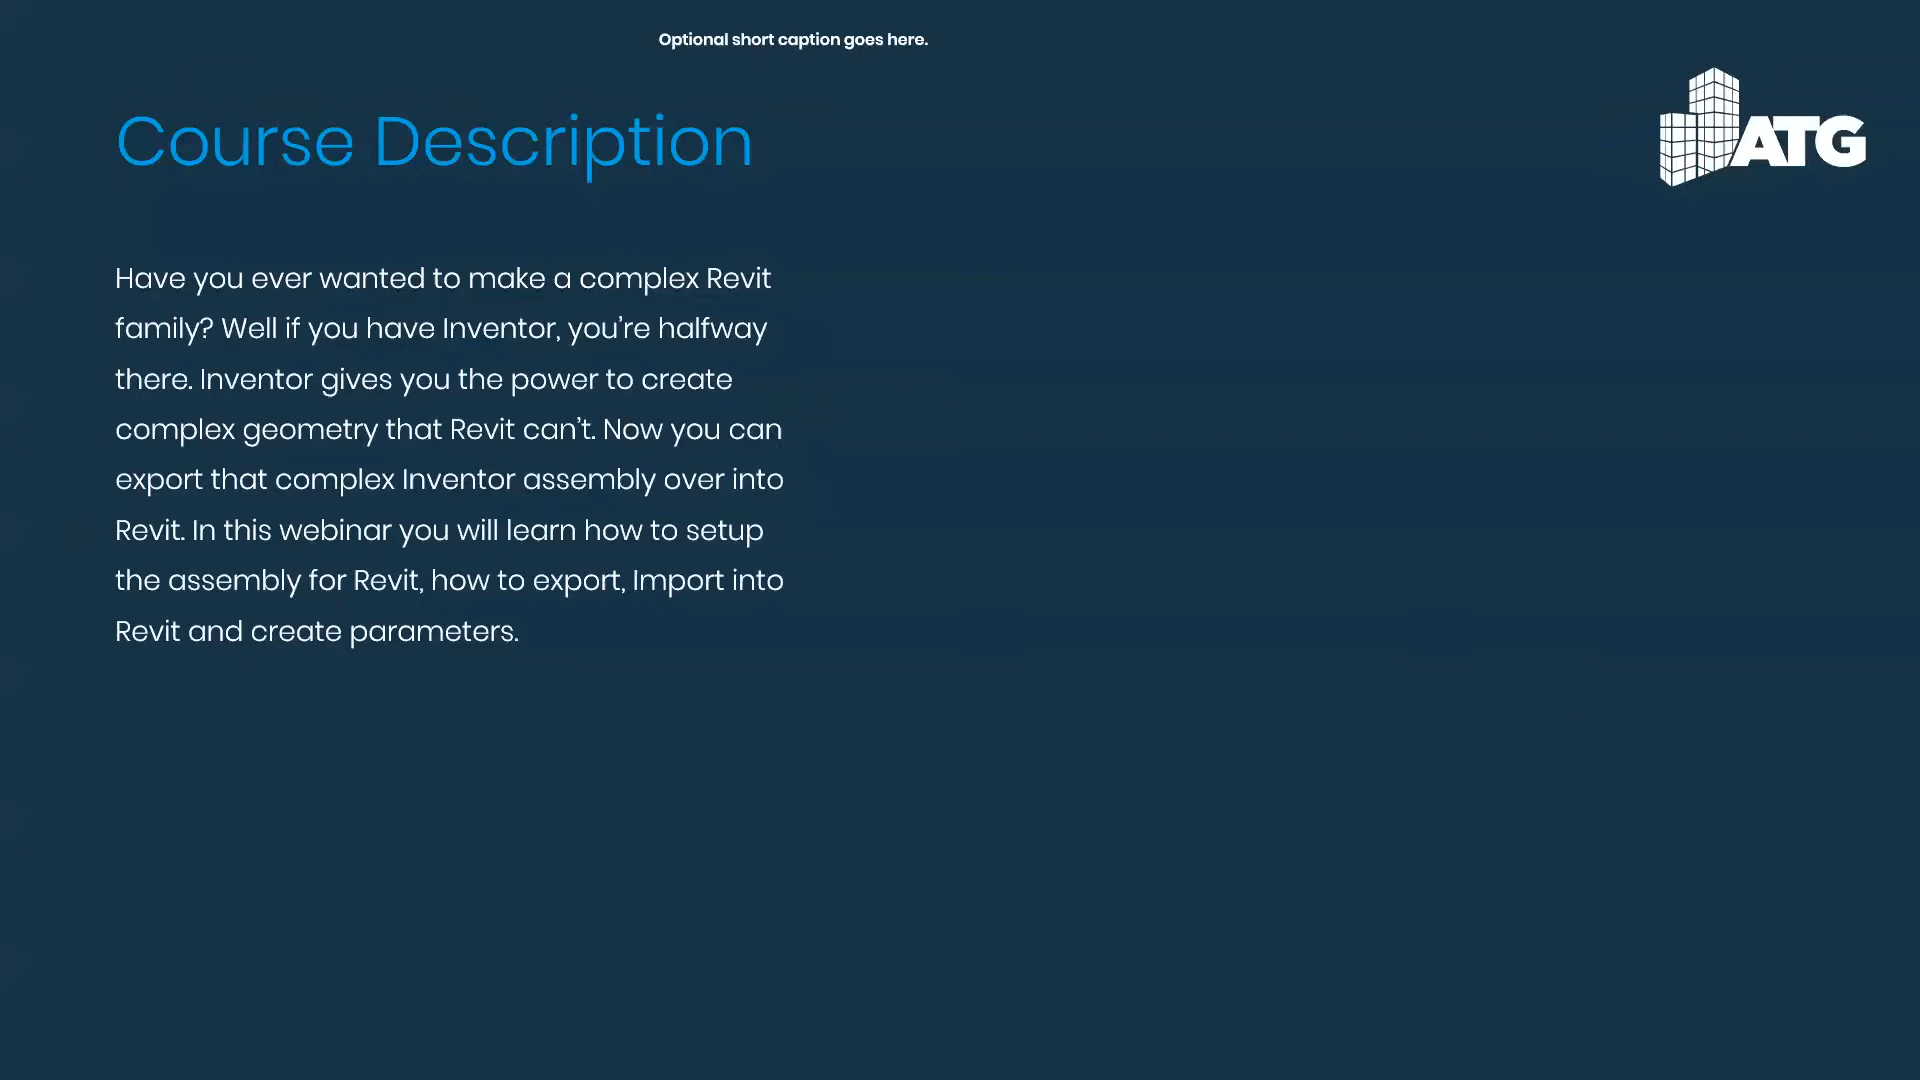 Optional short caption goes here.
Course Description
ATG
Have you ever wanted to make a complex Revit
family? Well if you have Inventor, you’re halfway
there. Inventor gives you the power to create
complex geometry that Revit can’t. Now you can
export that complex Inventor assembly over into
Revit. In this webinar you will learn how to setup
the assembly for Revit, how to export, Import into
Revit and create parameters.